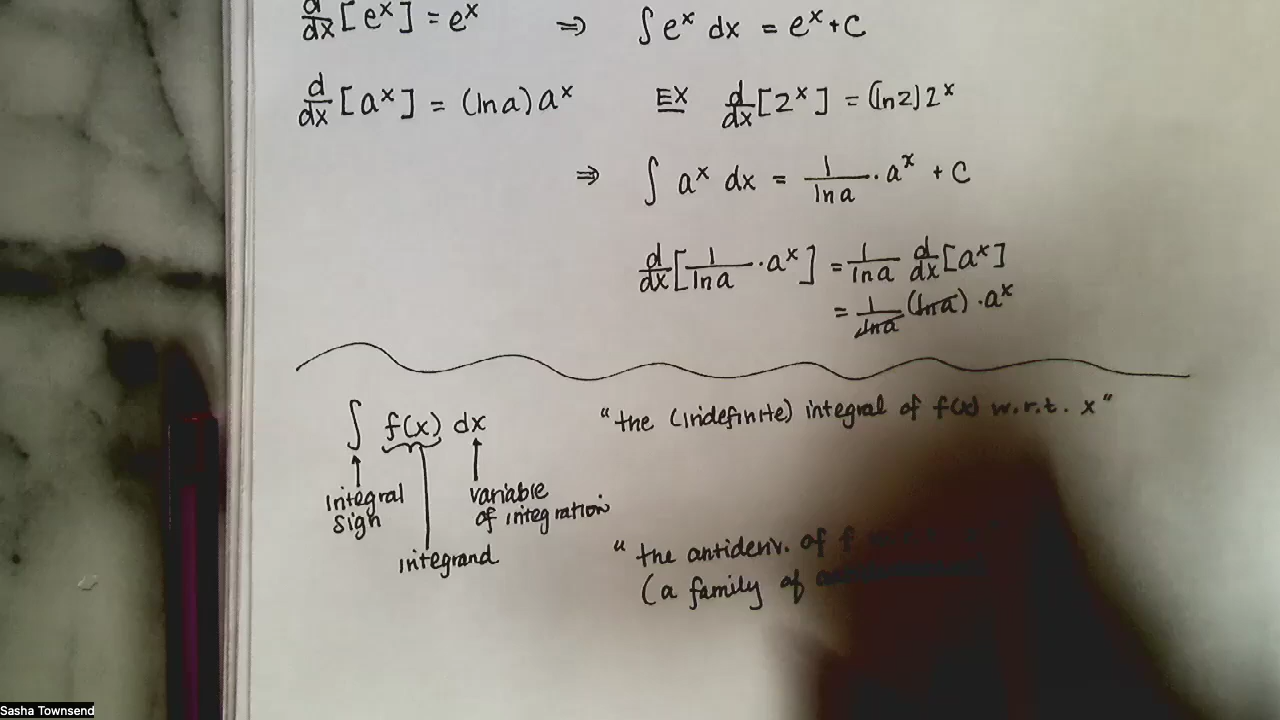 d/dx [e^x] = e^x ⇒ ∫ e^x dx = e^x + C
d/dx [a^x] = (ln a) a^x EX d/dx [2^x] = (ln 2) 2^x
⇒ ∫ a^x dx = 1/ln a · a^x + C
d/dx [1/ln a · a^x] = 1/ln a d/dx [a^x]
= 1/ln a (ln a) · a^x
∫ f(x) dx "the (indefinite) integral of f(x) w.r.t. x"
integral sign
variable of integration
integrand
"the antideriv. of f
(a family of
Sasha Townsend